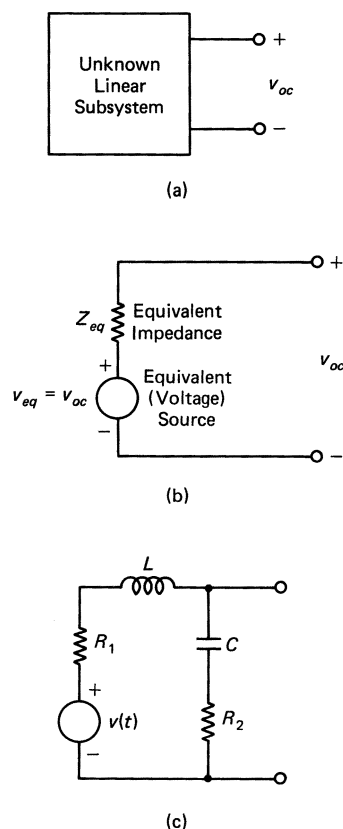 Unknown
Linear
Subsystem
+
v_oc
−
(a)
Z_eq
Equivalent
Impedance
+
v_oc
−
+
v_eq = v_oc
Equivalent
(Voltage)
Source
−
(b)
L
R_1
C
+
v(t)
−
R_2
(c)